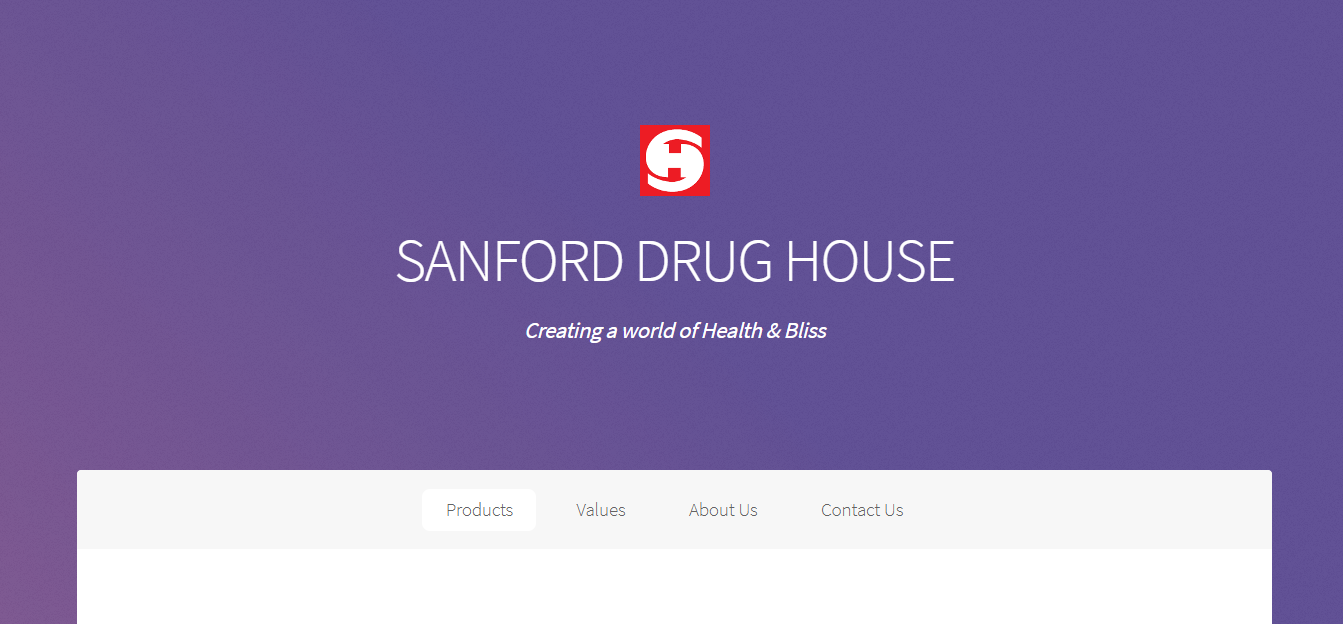 SANFORD DRUG HOUSE
Creating a world of Health & Bliss
Products Values About Us Contact Us